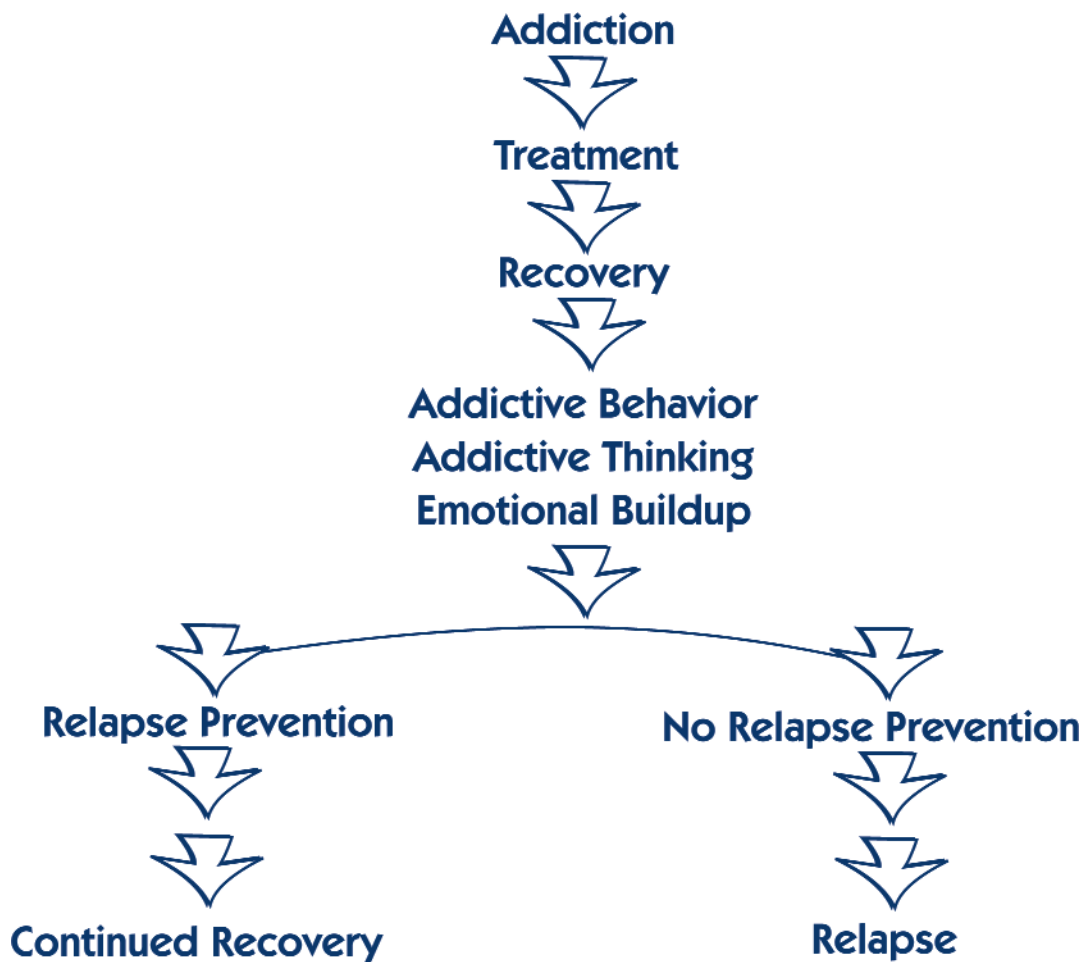 Addiction
Treatment
Recovery
Addictive Behavior
Addictive Thinking
Emotional Buildup
Relapse Prevention
No Relapse Prevention
Continued Recovery
Relapse